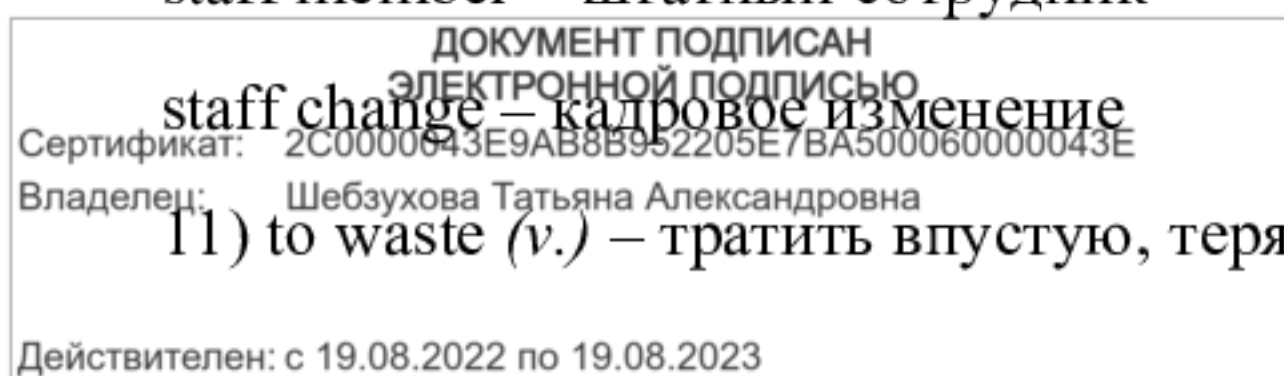 staff member – штатный сотрудник
ДОКУМЕНТ ПОДПИСАН
ЭЛЕКТРОННОЙ ПОДПИСЬЮ
staff change – кадровое изменение
Сертификат: 2C0000043E9AB8B952205E7BA500060000043E
Владелец: Шебзухова Татьяна Александровна
11) to waste (v.) – тратить впустую, теря
Действителен: с 19.08.2022 по 19.08.2023